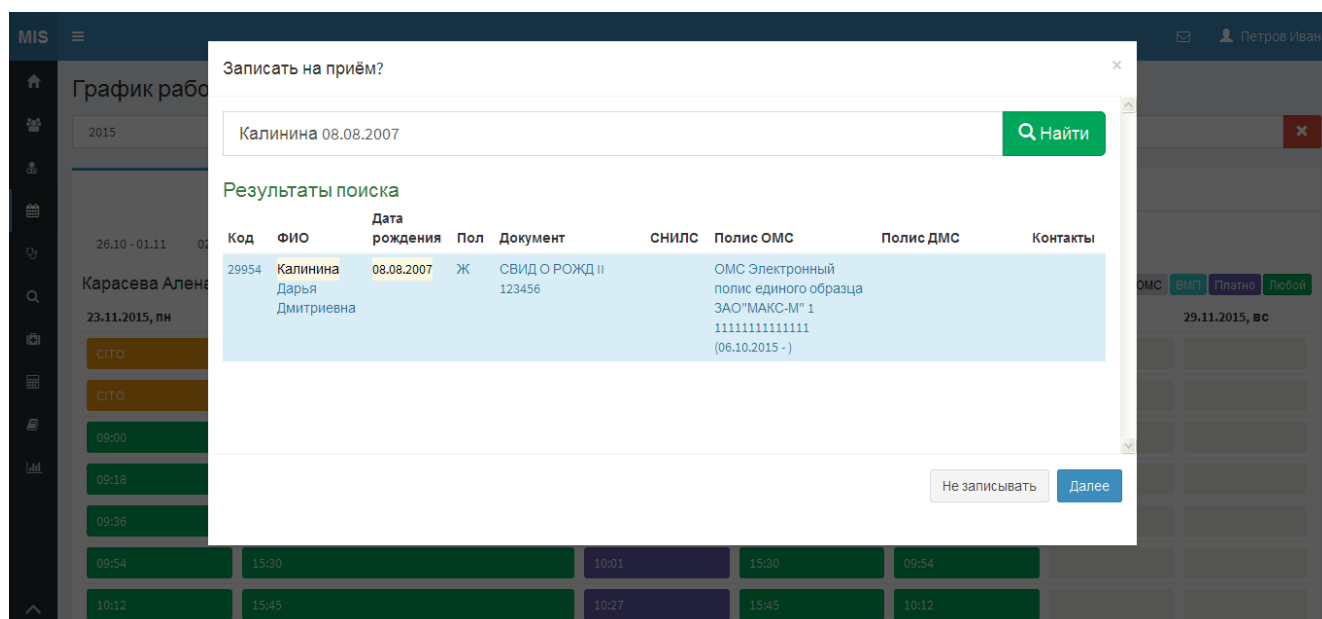 MIS
Петров Иван
График рабо
2015
Записать на приём?
×
Калинина 08.08.2007
Найти
Результаты поиска
Код ФИО Дата рождения Пол Документ СНИЛС Полис ОМС Полис ДМС Контакты
29954 Калинина 08.08.2007 Ж СВИД О РОЖД II ОМС Электронный
Дарья 123456 полис единого образца
Дмитриевна ЗАО"МАКС-М" 1
11111111111111
(06.10.2015 - )
Не записывать Далее
26.10 - 01.11 02
Карасева Алена
ОМС ВМП Платно Любой
23.11.2015, пн 29.11.2015, вс
CITO
CITO
09:00
09:18
09:36
09:54 15:30 10:01 15:30 09:54
10:12 15:45 10:27 15:45 10:12